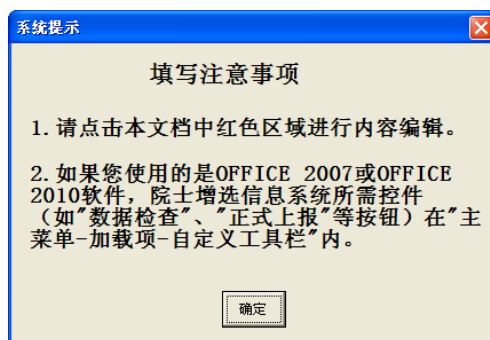 系统提示
填写注意事项
1.请点击本文档中红色区域进行内容编辑。
2.如果您使用的是OFFICE 2007或OFFICE
2010软件，院士增选信息系统所需控件
（如"数据检查"、"正式上报"等按钮）在"主
菜单-加载项-自定义工具栏"内。
确定